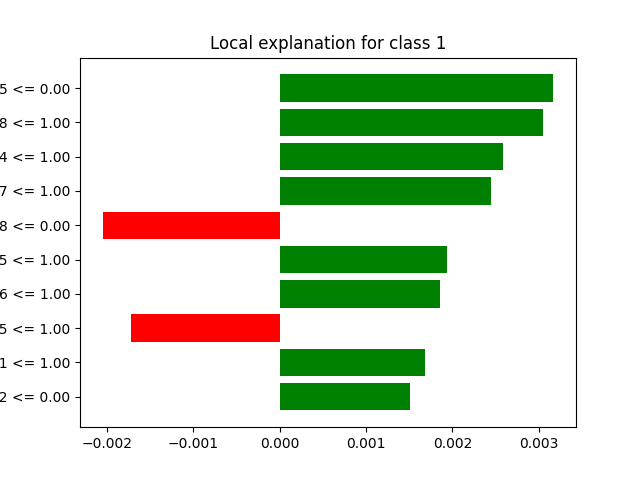 Local explanation for class 1
5 <= 0.00
8 <= 1.00
4 <= 1.00
7 <= 1.00
8 <= 0.00
5 <= 1.00
6 <= 1.00
5 <= 1.00
1 <= 1.00
2 <= 0.00
−0.002 −0.001 0.000 0.001 0.002 0.003